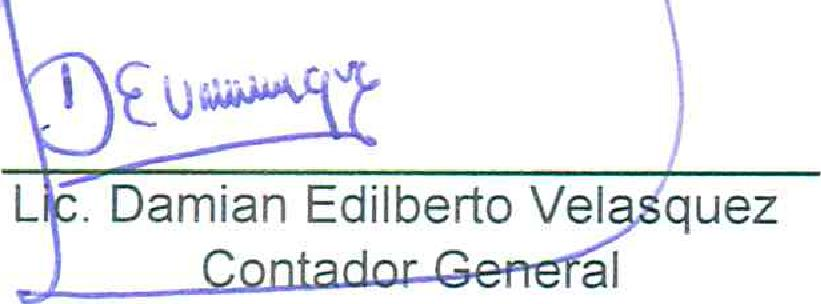 Lic. Damian Edilberto Velasquez
Contador General